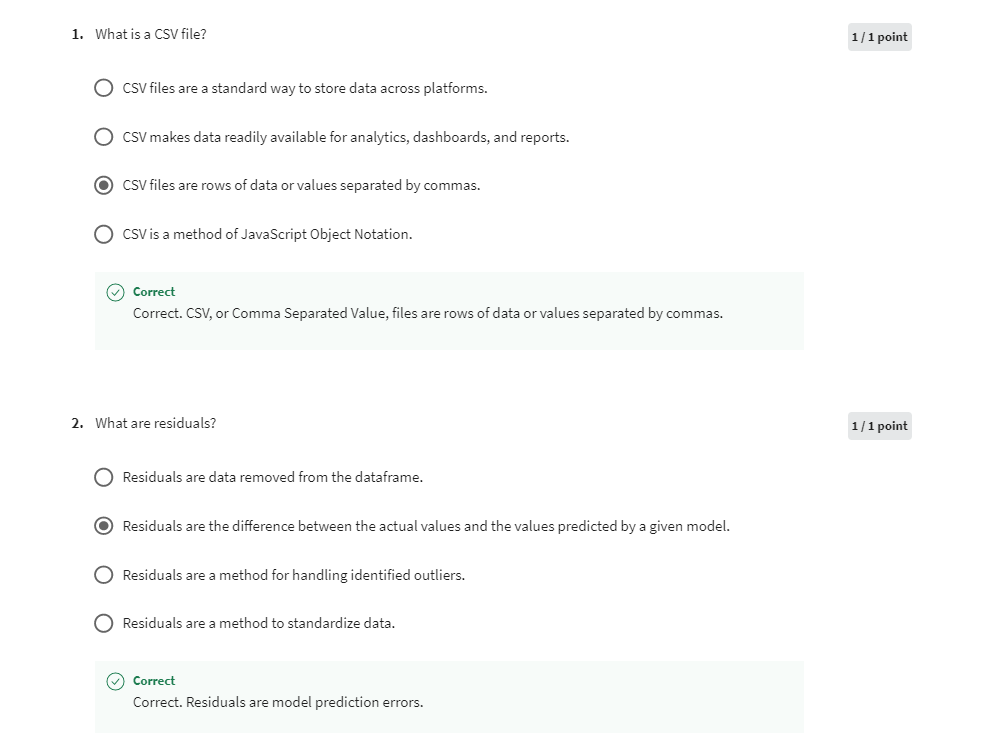 1. What is a CSV file?
1 / 1 point
CSV files are a standard way to store data across platforms.
CSV makes data readily available for analytics, dashboards, and reports.
CSV files are rows of data or values separated by commas.
CSV is a method of JavaScript Object Notation.
Correct
Correct. CSV, or Comma Separated Value, files are rows of data or values separated by commas.
2. What are residuals?
1 / 1 point
Residuals are data removed from the dataframe.
Residuals are the difference between the actual values and the values predicted by a given model.
Residuals are a method for handling identified outliers.
Residuals are a method to standardize data.
Correct
Correct. Residuals are model prediction errors.